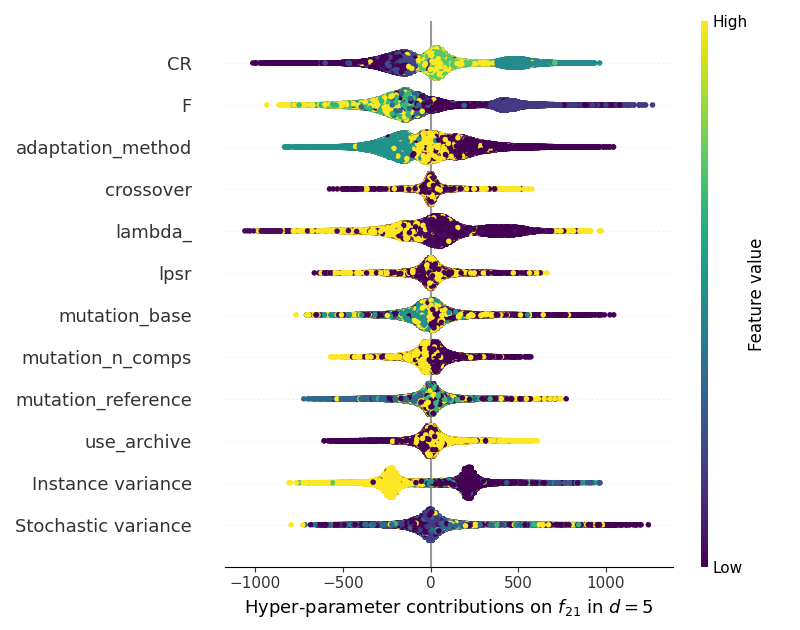 High
CR
F
adaptation_method
crossover
lambda_
lpsr
mutation_base
mutation_n_comps
mutation_reference
use_archive
Instance variance
Stochastic variance
Feature value
Low
−1000 −500 0 500 1000
Hyper-parameter contributions on $f_{21}$ in $d = 5$